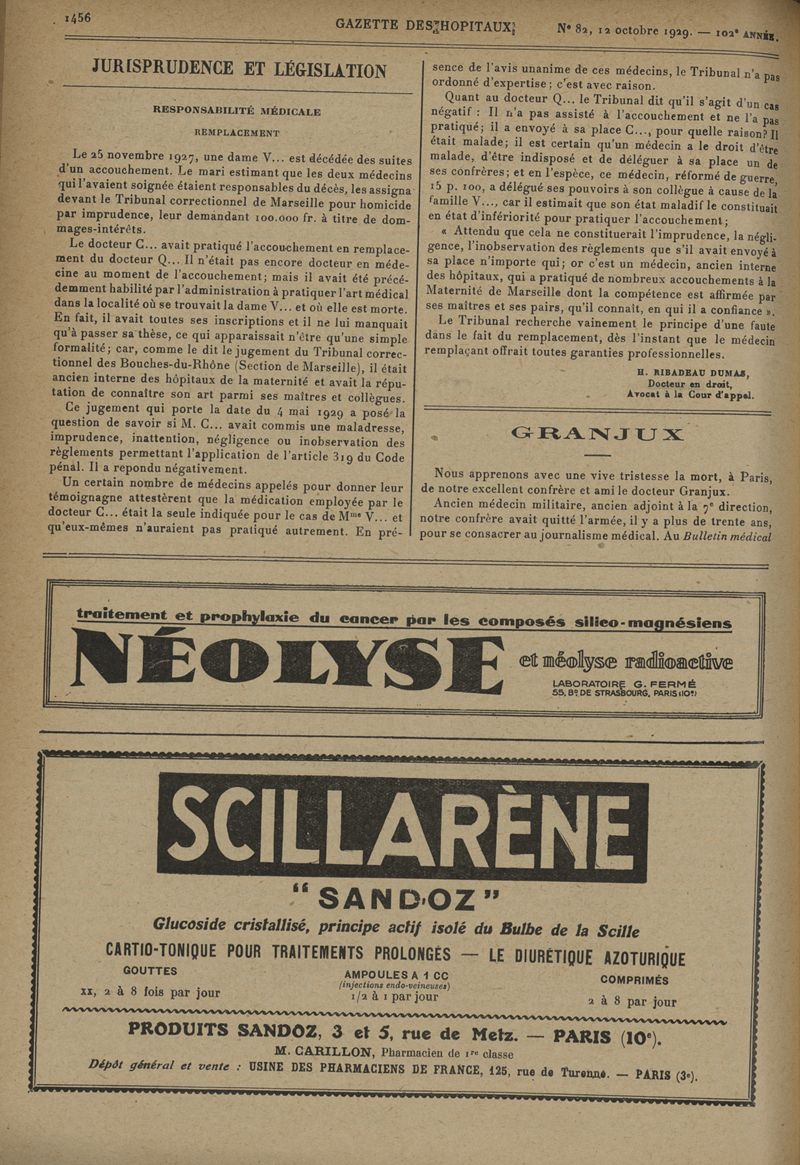 1456
GAZETTE DES HOPITAUX
N° 82, 12 octobre 1929. — 102e ANNÉE.
JURISPRUDENCE ET LÉGISLATION
RESPONSABILITÉ MÉDICALE
REMPLACEMENT
Le 25 novembre 1927, une dame V... est décédée des suites
d'un accouchement. Le mari estimant que les deux médecins
qui l'avaient soignée étaient responsables du décès, les assigna
devant le Tribunal correctionnel de Marseille pour homicide
par imprudence, leur demandant 100.000 fr. à titre de dom-
mages-intérêts.
Le docteur C... avait pratiqué l'accouchement en remplace-
ment du docteur Q... Il n'était pas encore docteur en méde-
cine au moment de l'accouchement; mais il avait été précé-
demment habilité par l'administration à pratiquer l'art médical
dans la localité où se trouvait la dame V... et où elle est morte.
En fait, il avait toutes ses inscriptions et il ne lui manquait
qu'à passer sa thèse, ce qui apparaissait n'être qu'une simple
formalité; car, comme le dit le jugement du Tribunal correc-
tionnel des Bouches-du-Rhône (Section de Marseille), il était
ancien interne des hôpitaux de la maternité et avait la répu-
tation de connaître son art parmi ses maîtres et collègues.
Ce jugement qui porte la date du 4 mai 1929 a posé la
question de savoir si M. C... avait commis une maladresse,
imprudence, inattention, négligence ou inobservation des
règlements permettant l'application de l'article 319 du Code
pénal. Il a repondu négativement.
Un certain nombre de médecins appelés pour donner leur
témoignagne attestèrent que la médication employée par le
docteur C... était la seule indiquée pour le cas de Mme V... et
qu'eux-mêmes n'auraient pas pratiqué autrement. En pré-
sence de l'avis unanime de ces médecins, le Tribunal n'a pas
ordonné d'expertise; c'est avec raison.
Quant au docteur Q... le Tribunal dit qu'il s'agit d'un cas
négatif : Il n'a pas assisté à l'accouchement et ne l'a pas
pratiqué; il a envoyé à sa place C..., pour quelle raison? Il
était malade; il est certain qu'un médecin a le droit d'être
malade, d'être indisposé et de déléguer à sa place un de
ses confrères; et en l'espèce, ce médecin, réformé de guerre,
15 p. 100, a délégué ses pouvoirs à son collègue à cause de la
famille V..., car il estimait que son état maladif le constituait
en état d'infériorité pour pratiquer l'accouchement;
« Attendu que cela ne constituerait l'imprudence, la négli-
gence, l'inobservation des règlements que s'il avait envoyé à
sa place n'importe qui; or c'est un médecin, ancien interne
des hôpitaux, qui a pratiqué de nombreux accouchements à la
Maternité de Marseille dont la compétence est affirmée par
ses maîtres et ses pairs, qu'il connaît, en qui il a confiance ».
Le Tribunal recherche vainement le principe d'une faute
dans le fait du remplacement, dès l'instant que le médecin
remplaçant offrait toutes garanties professionnelles.
H. RIBADEAU DUMAS,
Docteur en droit,
Avocat à la Cour d'appel.
GRANJUX
Nous apprenons avec une vive tristesse la mort, à Paris,
de notre excellent confrère et ami le docteur Granjux.
Ancien médecin militaire, ancien adjoint à la 7e direction,
notre confrère avait quitté l'armée, il y a plus de trente ans,
pour se consacrer au journalisme médical. Au Bulletin médical
traitement et prophylaxie du cancer par les composés silico-magnésiens
NÉOLYSE
et néolyse radioactive
LABORATOIRE G. FERMÉ
55, Bd DE STRASBOURG, PARIS (10e)
SCILLARÈNE
"SANDOZ"
Glucoside cristallisé, principe actif isolé du Bulbe de la Scille
CARTIO-TONIQUE POUR TRAITEMENTS PROLONGÉS — LE DIURÉTIQUE AZOTURIQUE
GOUTTES
xx, 2 à 8 fois par jour
AMPOULES A 1 CC
(injections endo-veineuses)
1/2 à 1 par jour
COMPRIMÉS
2 à 8 par jour
PRODUITS SANDOZ, 3 et 5, rue de Metz. — PARIS (10e).
M. CARILLON, Pharmacien de 1re classe
Dépôt général et vente : USINE DES PHARMACIENS DE FRANCE, 125, rue de Turenne. — PARIS (3e).